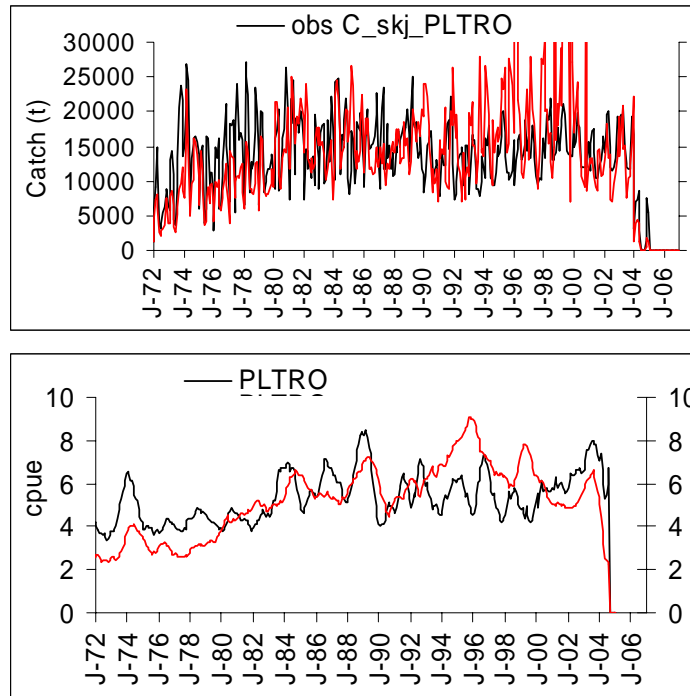 obs C_skj_PLTRO
Catch (t)
30000
25000
20000
15000
10000
5000
0
J-72
J-74
J-76
J-78
J-80
J-82
J-84
J-86
J-88
J-90
J-92
J-94
J-96
J-98
J-00
J-02
J-04
J-06
PLTRO
cpue
10
8
6
4
2
0
10
8
6
4
2
0
J-72
J-74
J-76
J-78
J-80
J-82
J-84
J-86
J-88
J-90
J-92
J-94
J-96
J-98
J-00
J-02
J-04
J-06